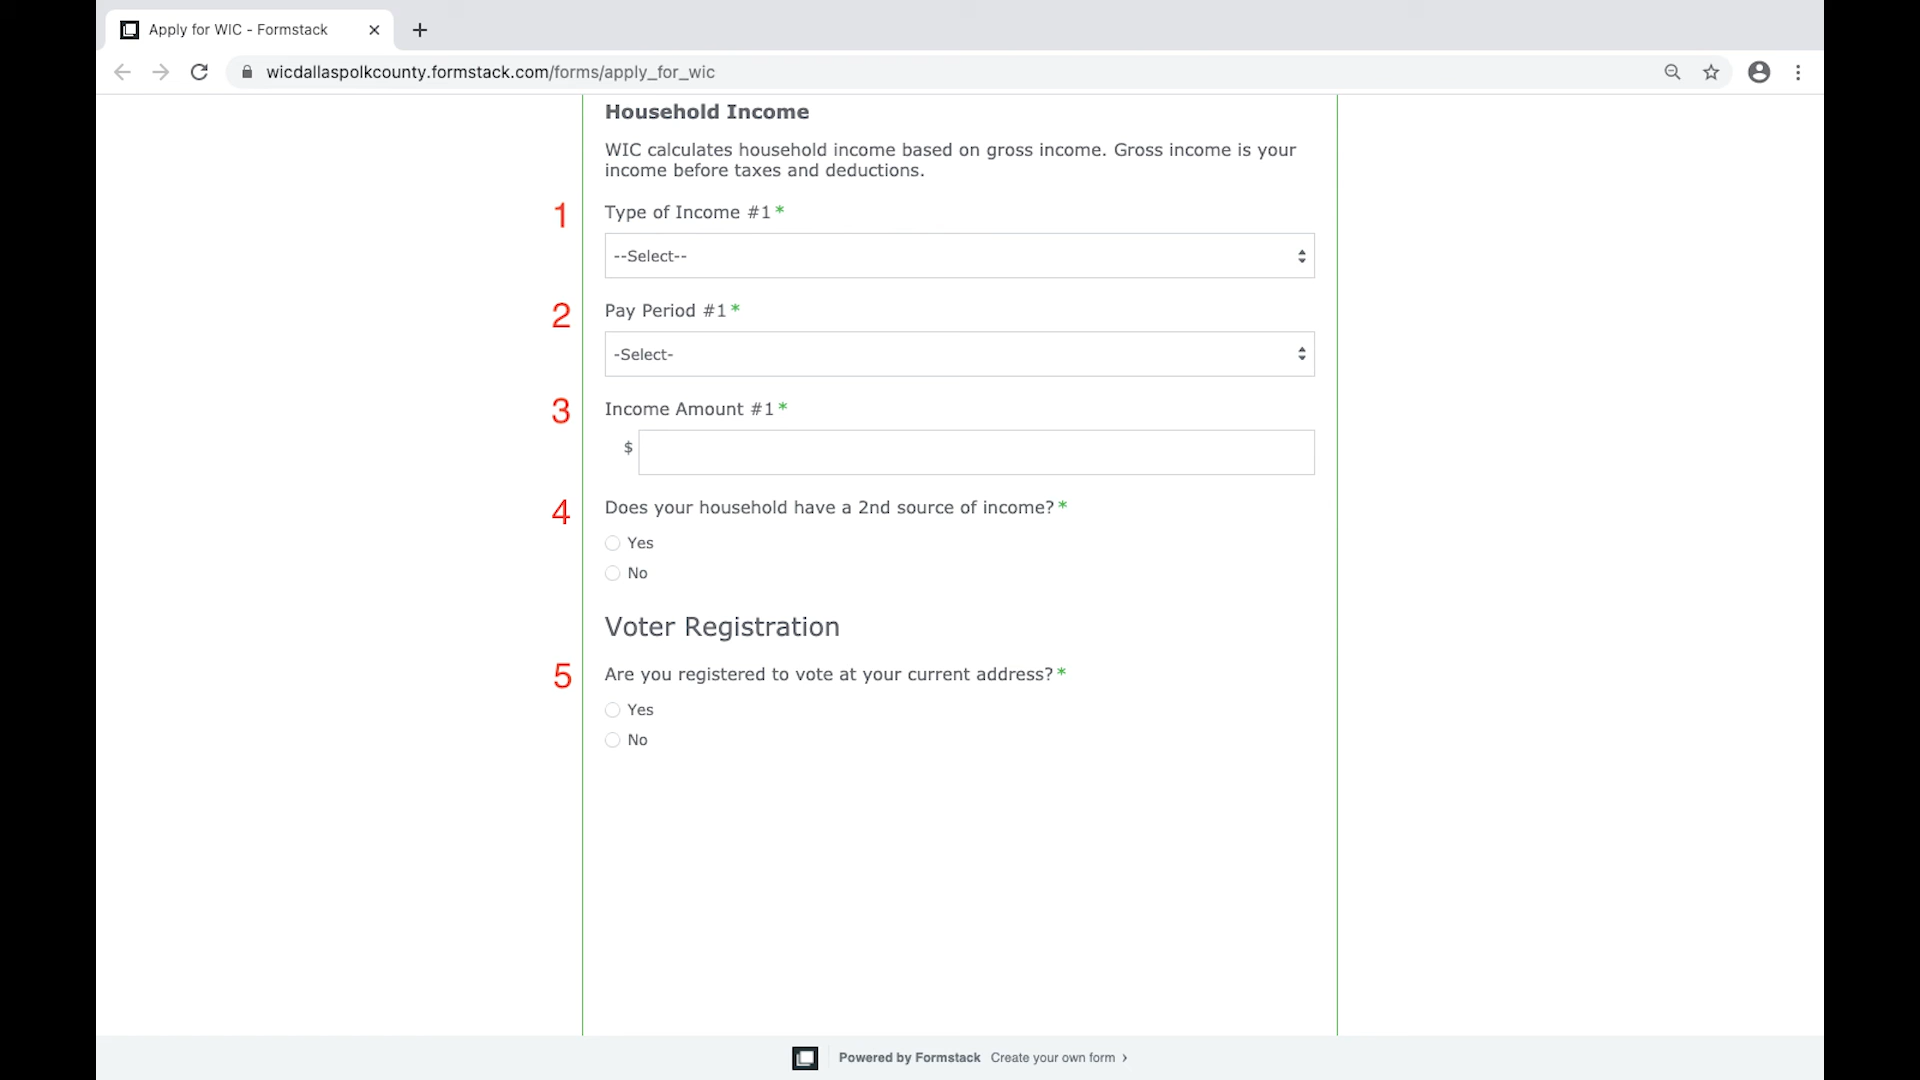 Apply for WIC - Formstack
wicdallaspolkcounty.formstack.com/forms/apply_for_wic
Household Income
WIC calculates household income based on gross income. Gross income is your
income before taxes and deductions.
1 Type of Income #1*
--Select--
2 Pay Period #1*
-Select-
3 Income Amount #1*
$
4 Does your household have a 2nd source of income?*
Yes
No
Voter Registration
5 Are you registered to vote at your current address?*
Yes
No
Powered by Formstack Create your own form ›